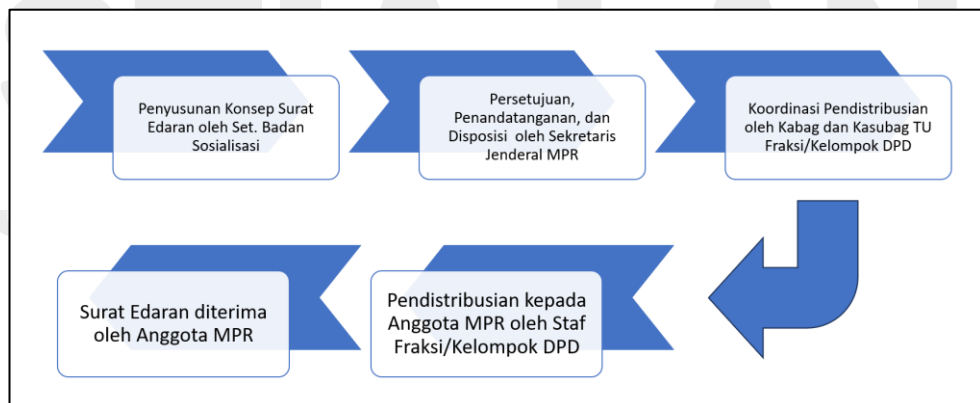 Penyusunan Konsep Surat
Edaran oleh Set. Badan
Sosialisasi
Persetujuan,
Penandatanganan, dan
Disposisi oleh Sekretaris
Jenderal MPR
Koordinasi Pendistribusian
oleh Kabag dan Kasubag TU
Fraksi/Kelompok DPD
Pendistribusian kepada
Anggota MPR oleh Staf
Fraksi/Kelompok DPD
Surat Edaran diterima
oleh Anggota MPR